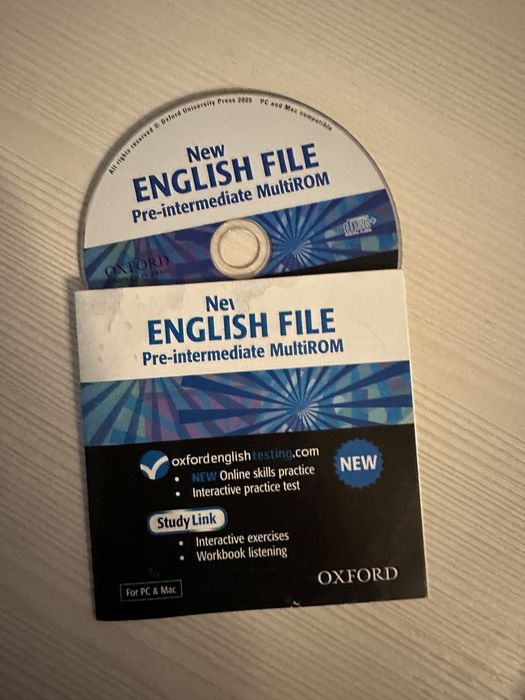 All rights reserved © Oxford University Press 2005 PC and Mac compatible
New
ENGLISH FILE
Pre-intermediate MultiROM
OXFORD
New
ENGLISH FILE
Pre-intermediate MultiROM
oxfordenglishtesting.com
• NEW Online skills practice
• Interactive practice test
NEW
Study Link
• Interactive exercises
• Workbook listening
For PC & Mac
OXFORD